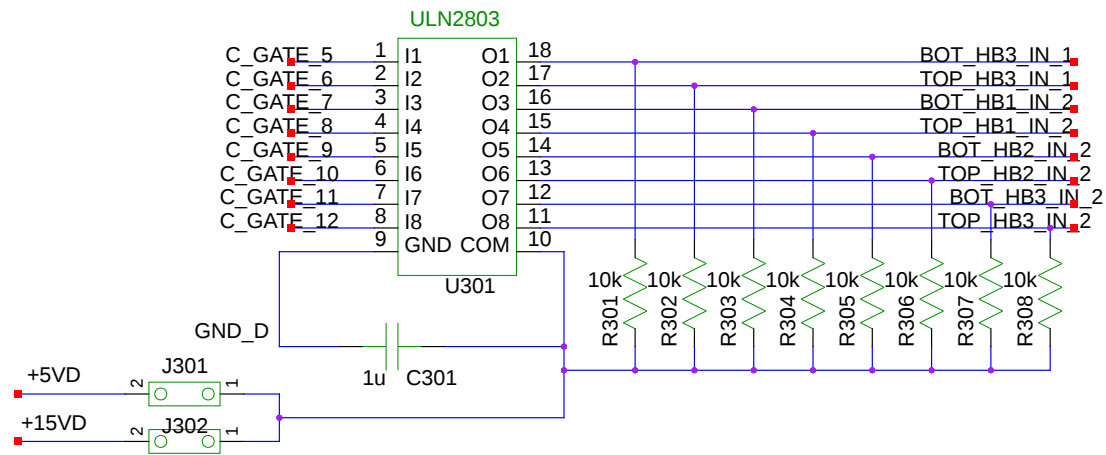 ULN2803
C_GATE_5 1 I1 O1 18 BOT_HB3_IN_1
C_GATE_6 2 I2 O2 17 TOP_HB3_IN_1
C_GATE_7 3 I3 O3 16 BOT_HB1_IN_2
C_GATE_8 4 I4 O4 15 TOP_HB1_IN_2
C_GATE_9 5 I5 O5 14 BOT_HB2_IN_2
C_GATE_10 6 I6 O6 13 TOP_HB2_IN_2
C_GATE_11 7 I7 O7 12 BOT_HB3_IN_2
C_GATE_12 8 I8 O8 11 TOP_HB3_IN_2
9 GND COM 10
U301
10k 10k 10k 10k 10k 10k 10k 10k
R301 R302 R303 R304 R305 R306 R307 R308
GND_D
1u C301
+5VD 2 J301 1
+15VD 2 J302 1